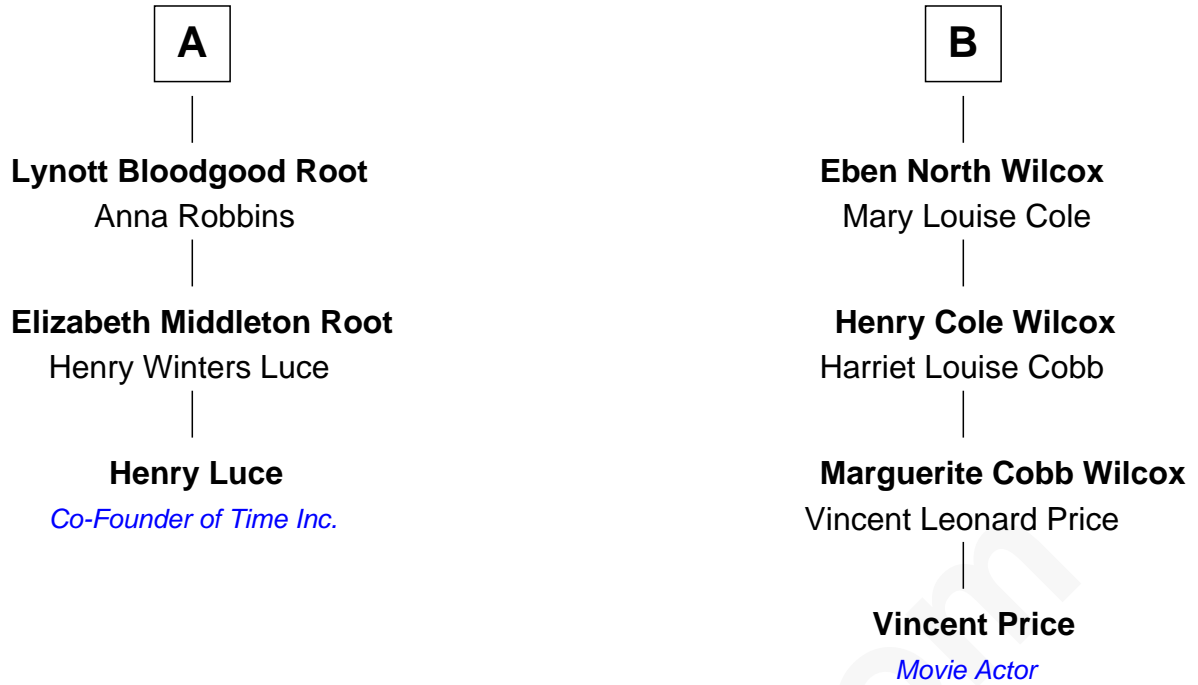 A
Lynott Bloodgood Root
Anna Robbins
Elizabeth Middleton Root
Henry Winters Luce
Henry Luce
Co-Founder of Time Inc.
B
Eben North Wilcox
Mary Louise Cole
Henry Cole Wilcox
Harriet Louise Cobb
Marguerite Cobb Wilcox
Vincent Leonard Price
Vincent Price
Movie Actor